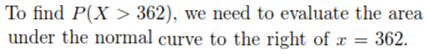 To find P(X > 362), we need to evaluate the area
under the normal curve to the right of x = 362.